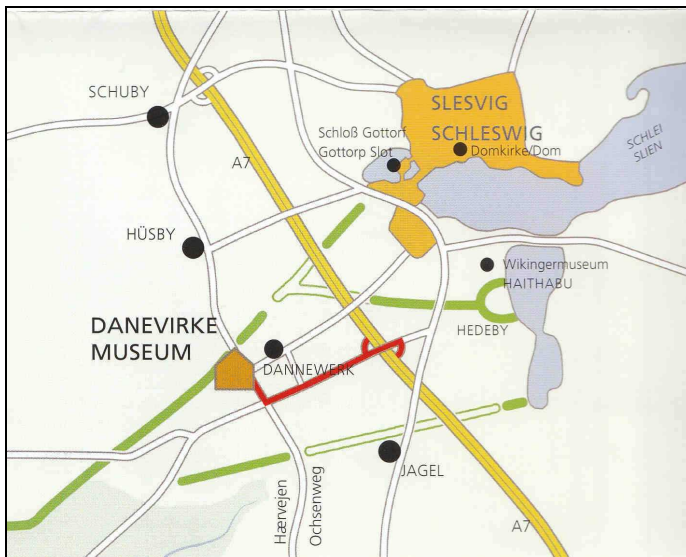 SCHUBY
A7
SLESVIG
SCHLESWIG
Schloß Gottorf
Gottorp Slot
Domkirke/Dom
SCHLEI
SLIEN
HÜSBY
Wikingermuseum
HAITHABU
HEDEBY
DANEVIRKE
MUSEUM
DANNEWERK
JAGEL
Hærvejen
Ochsenweg
A7